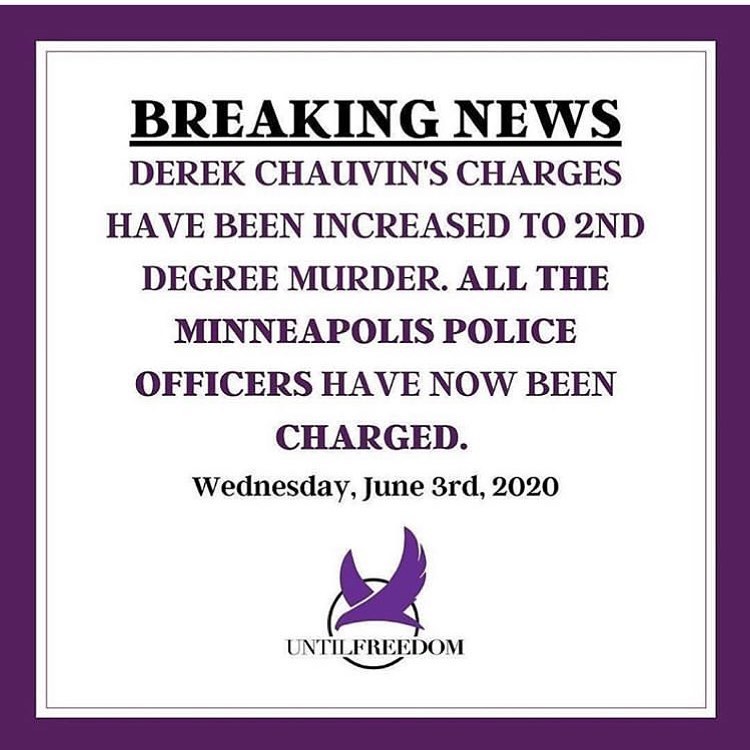 BREAKING NEWS
DEREK CHAUVIN'S CHARGES
HAVE BEEN INCREASED TO 2ND
DEGREE MURDER. ALL THE
MINNEAPOLIS POLICE
OFFICERS HAVE NOW BEEN
CHARGED.
Wednesday, June 3rd, 2020
UNTILFREEDOM